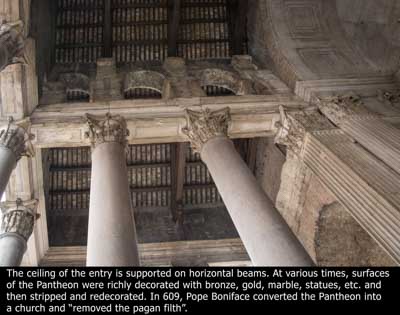 The ceiling of the entry is supported on horizontal beams. At various times, surfaces
of the Pantheon were richly decorated with bronze, gold, marble, statues, etc. and
then stripped and redecorated. In 609, Pope Boniface converted the Pantheon into
a church and “removed the pagan filth”.